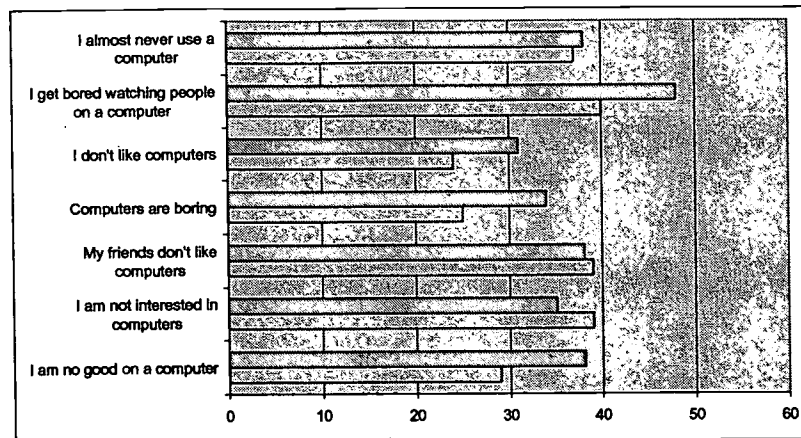 I almost never use a
computer
I get bored watching people
on a computer
I don't like computers
Computers are boring
My friends don't like
computers
I am not interested in
computers
I am no good on a computer
0 10 20 30 40 50 60